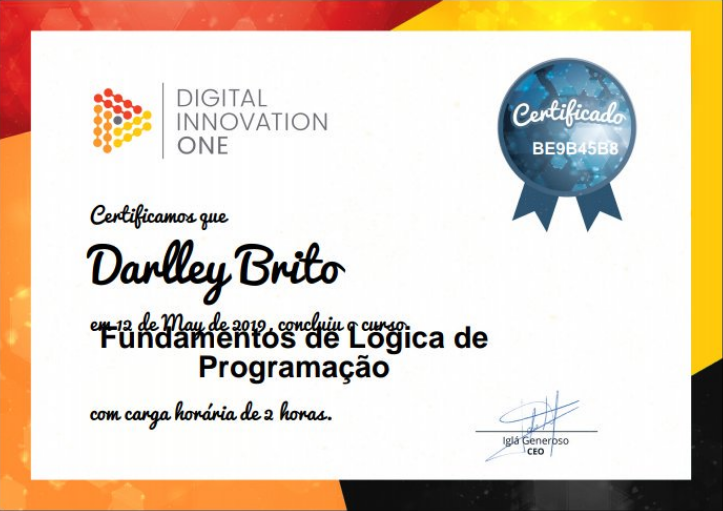 DIGITAL
INNOVATION
ONE
Certificado
BE9B45B8
Certificamos que
Darlley Brito
em 12 de May de 2019, concluiu o curso
Fundamentos de Lógica de
Programação
com carga horária de 2 horas.
Iglá Generoso
CEO